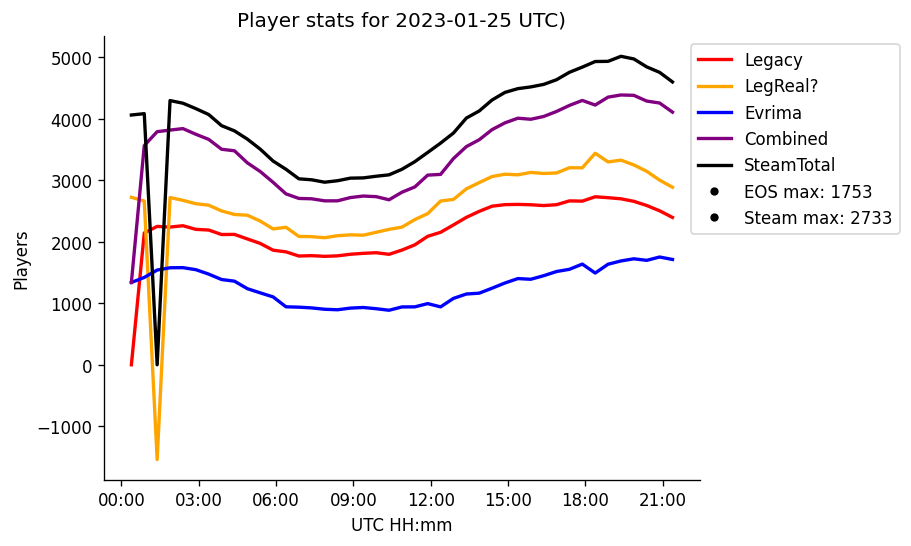 Player stats for 2023-01-25 UTC)
Players
5000
4000
3000
2000
1000
0
−1000
00:00 03:00 06:00 09:00 12:00 15:00 18:00 21:00
UTC HH:mm
Legacy
LegReal?
Evrima
Combined
SteamTotal
EOS max: 1753
Steam max: 2733